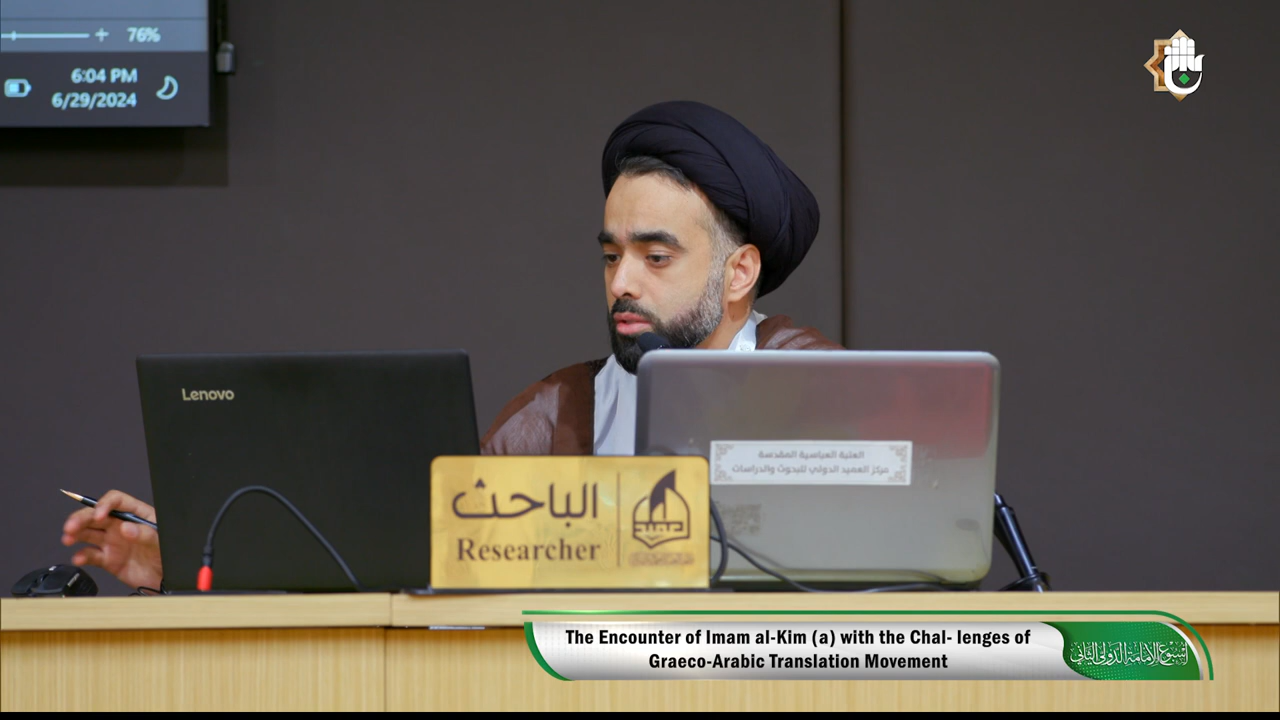 76%
6:04 PM
6/29/2024
Lenovo
العتبة العباسية المقدسة
مركز العميد الدولي للبحوث والدراسات
الباحث
Researcher
عميد
The Encounter of Imam al-Kim (a) with the Chal- lenges of
Graeco-Arabic Translation Movement
أسبوع الإمامة الدولي الثاني